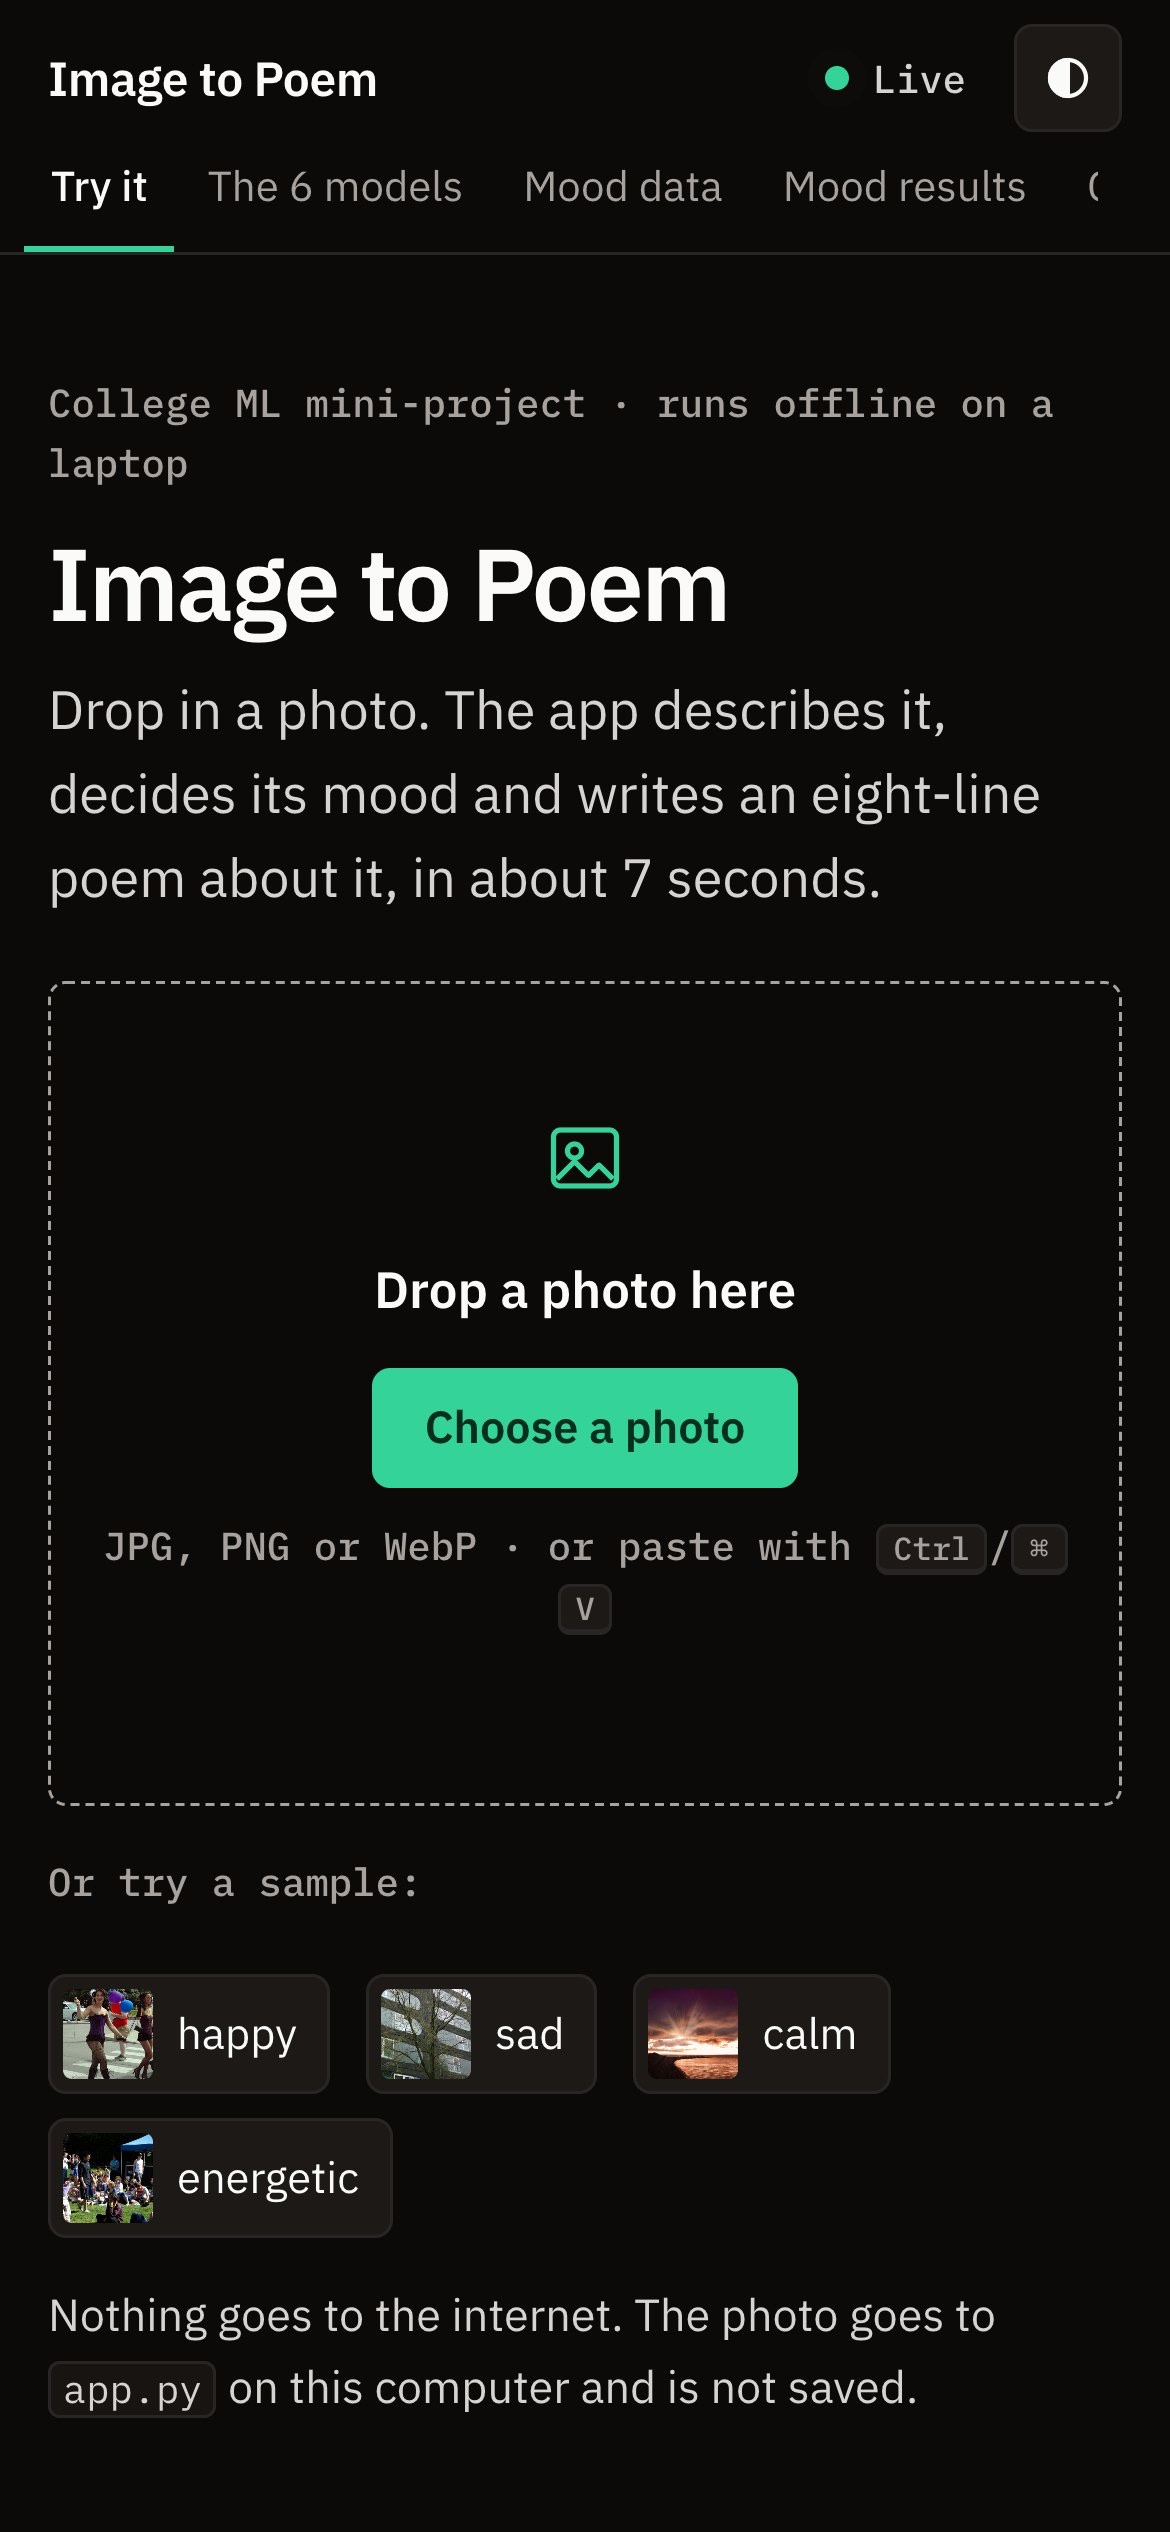 Image to Poem
Live
Try it The 6 models Mood data Mood results
College ML mini-project · runs offline on a
laptop
Image to Poem
Drop in a photo. The app describes it,
decides its mood and writes an eight-line
poem about it, in about 7 seconds.
Drop a photo here
Choose a photo
JPG, PNG or WebP · or paste with Ctrl/⌘
V
Or try a sample:
happy sad calm
energetic
Nothing goes to the internet. The photo goes to
app.py on this computer and is not saved.